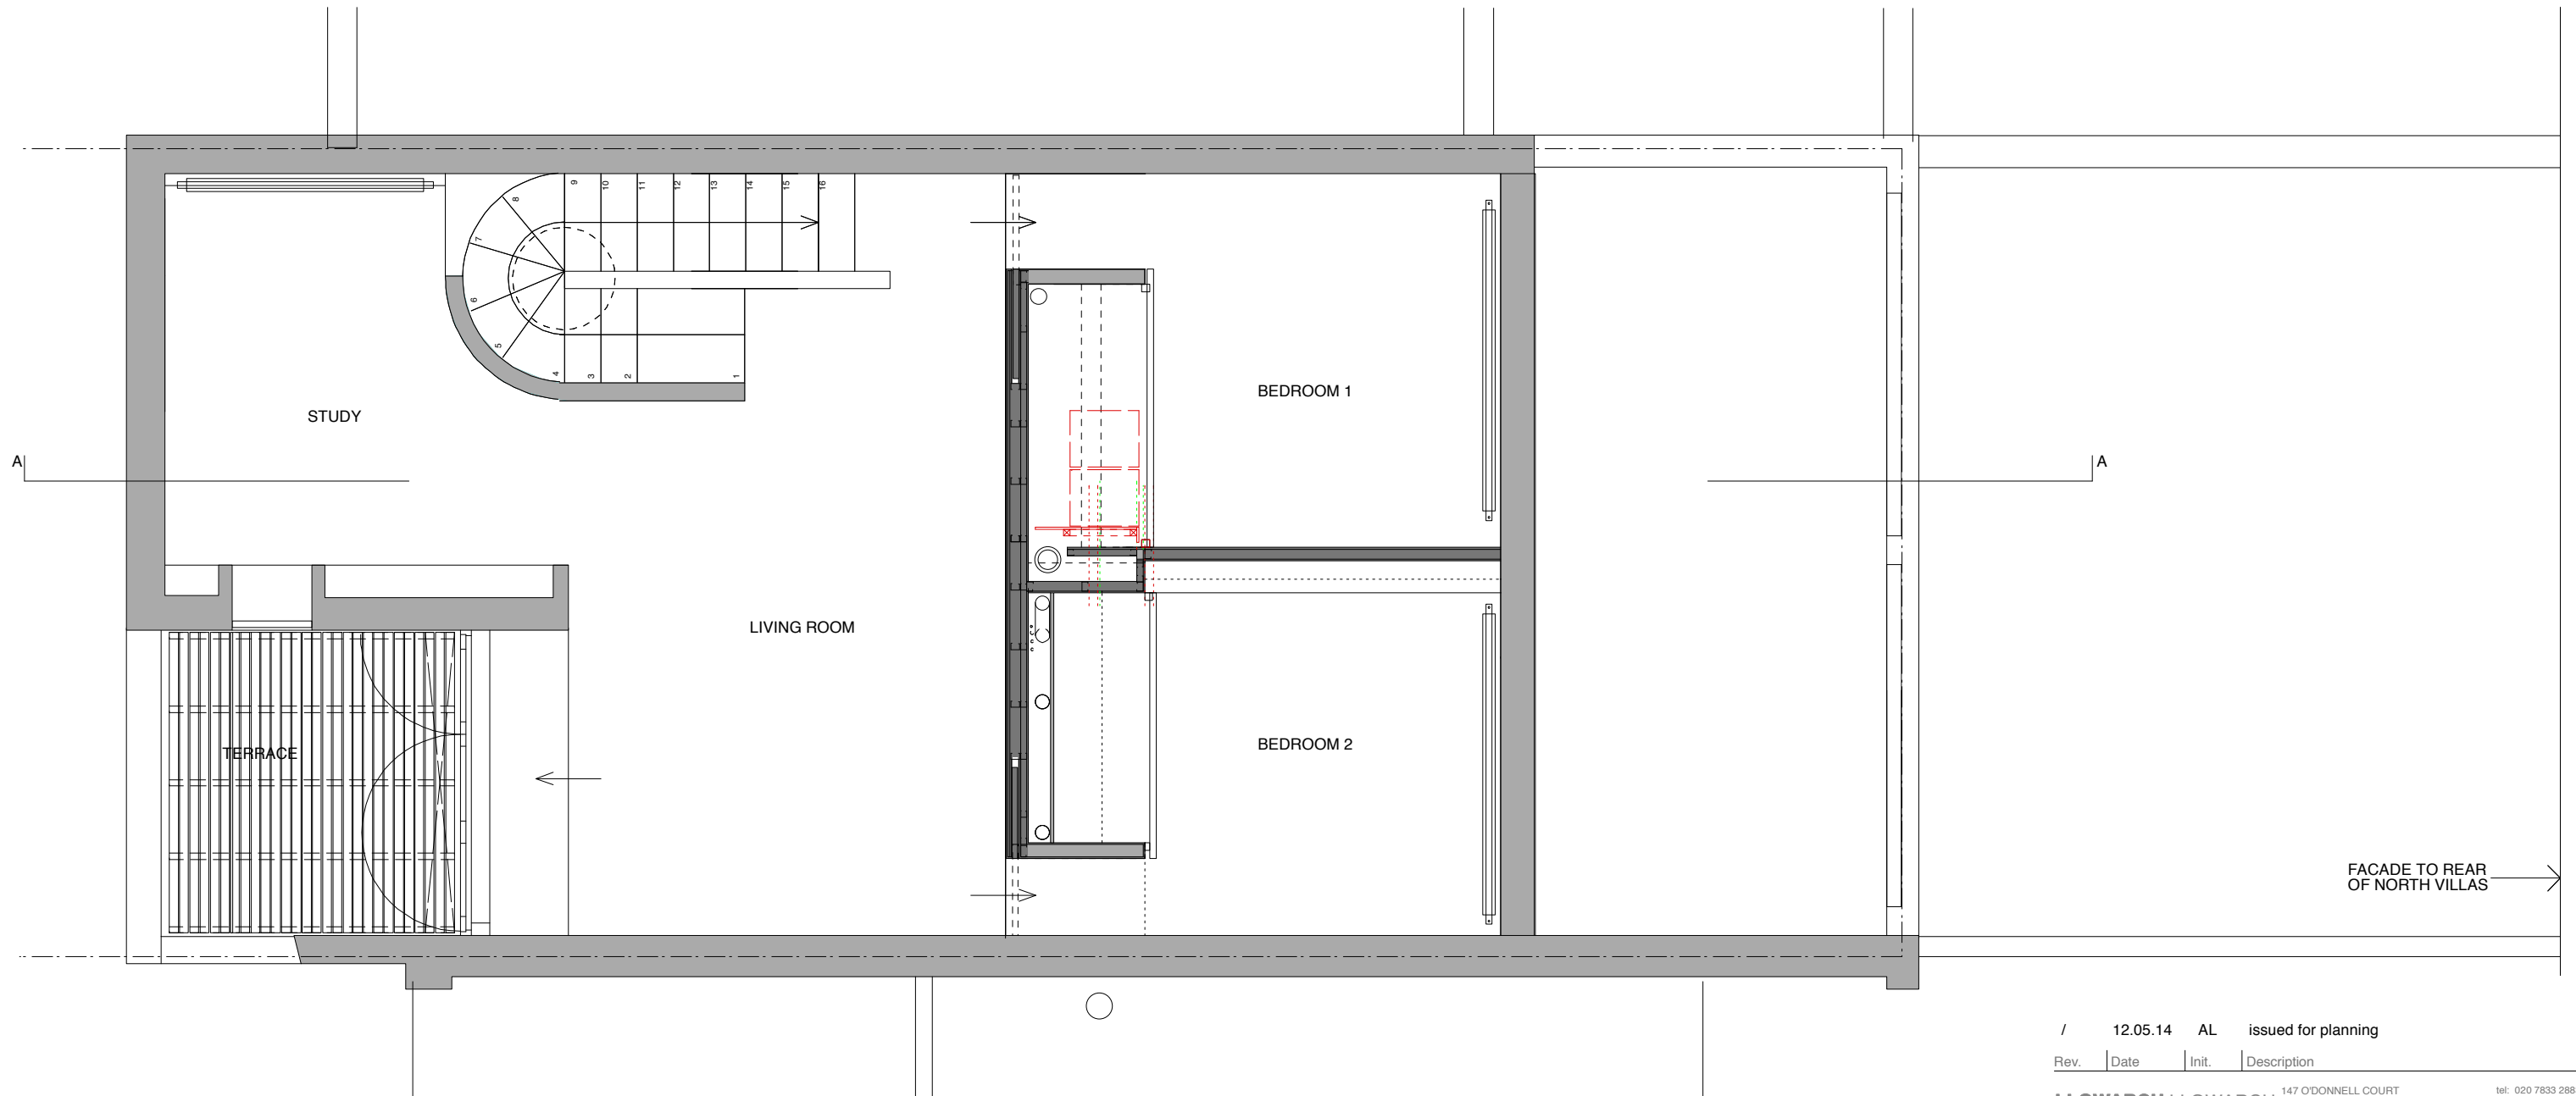 9 10 11 12 13 14 15 16
8
7
6
5
4 3 2 1
BEDROOM 1
STUDY
A
A
LIVING ROOM
BEDROOM 2
TERRACE
FACADE TO REAR
OF NORTH VILLAS
/ 12.05.14 AL issued for planning
Rev. Date Init. Description
147 O'DONNELL COURT tel: 020 7833 288